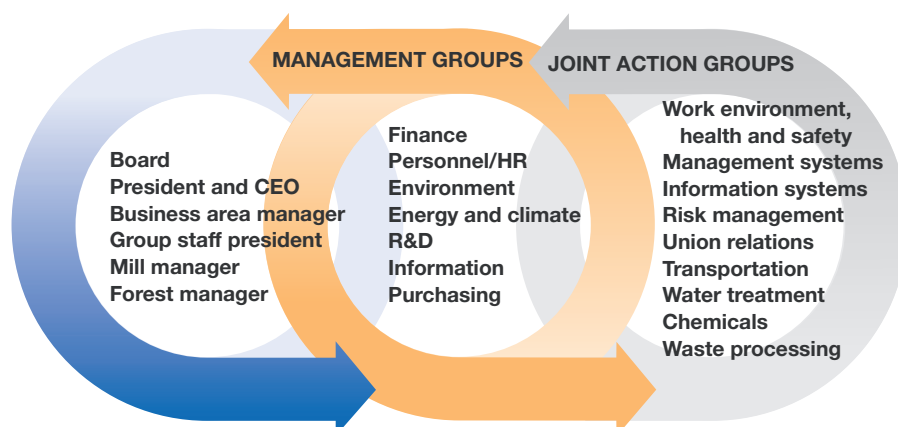 MANAGEMENT GROUPS
JOINT ACTION GROUPS
Board
President and CEO
Business area manager
Group staff president
Mill manager
Forest manager
Finance
Personnel/HR
Environment
Energy and climate
R&D
Information
Purchasing
Work environment,
health and safety
Management systems
Information systems
Risk management
Union relations
Transportation
Water treatment
Chemicals
Waste processing